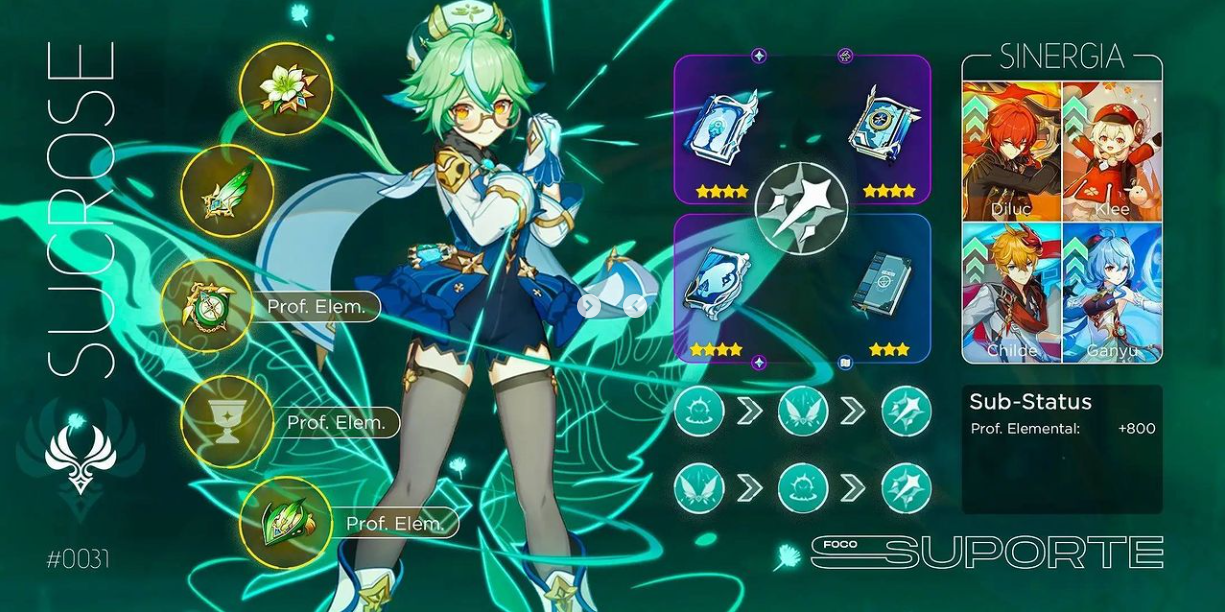 SUCROSE
#0031
Prof. Elem.
Prof. Elem.
Prof. Elem.
SINERGIA
Diluc
Klee
Childe
Ganyu
Sub-Status
Prof. Elemental: +800
FOCO
SUPORTE